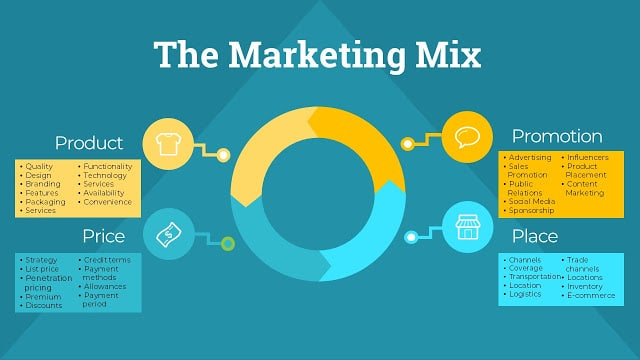 The Marketing Mix
Product
• Quality
• Design
• Branding
• Features
• Packaging
• Services
• Functionality
• Technology
• Services
• Availability
• Convenience
Promotion
• Advertising
• Sales
Promotion
• Public
Relations
• Social Media
• Sponsorship
• Influencers
• Product
Placement
• Content
Marketing
Price
• Strategy
• List price
• Penetration
pricing
• Premium
• Discounts
• Credit terms
• Payment
methods
• Allowances
• Payment
period
Place
• Channels
• Coverage
• Transportation
• Location
• Logistics
• Trade
channels
• Locations
• Inventory
• E-commerce